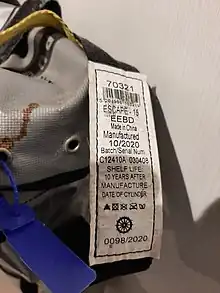 70321
ESCAPE - 15
EEBD
Made in China
Manufactured
10/2020
Batch/Serial Num
C12410A 030408
SHELF LIFE:
10 YEARS AFTER
MANUFACTURE
DATE OF CYLINDER
0098/2020